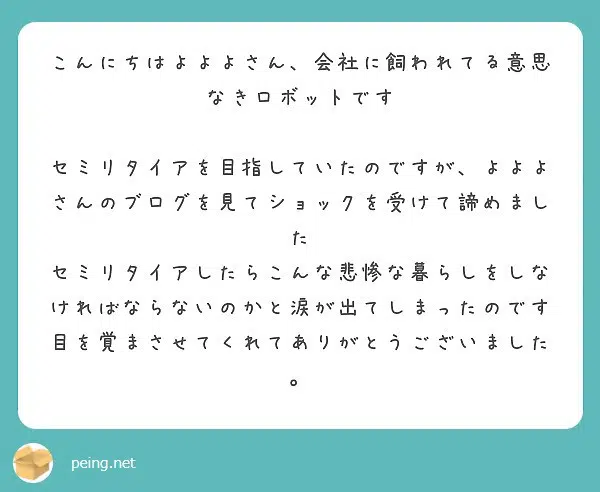 こんにちはよよよさん、会社に飼われてる意思
なきロボットです
セミリタイアを目指していたのですが、よよよ
さんのブログを見てショックを受けて諦めまし
た
セミリタイアしたらこんな悲惨な暮らしをしな
ければならないのかと涙が出てしまったのです
目を覚まさせてくれてありがとうございました
。
peing.net